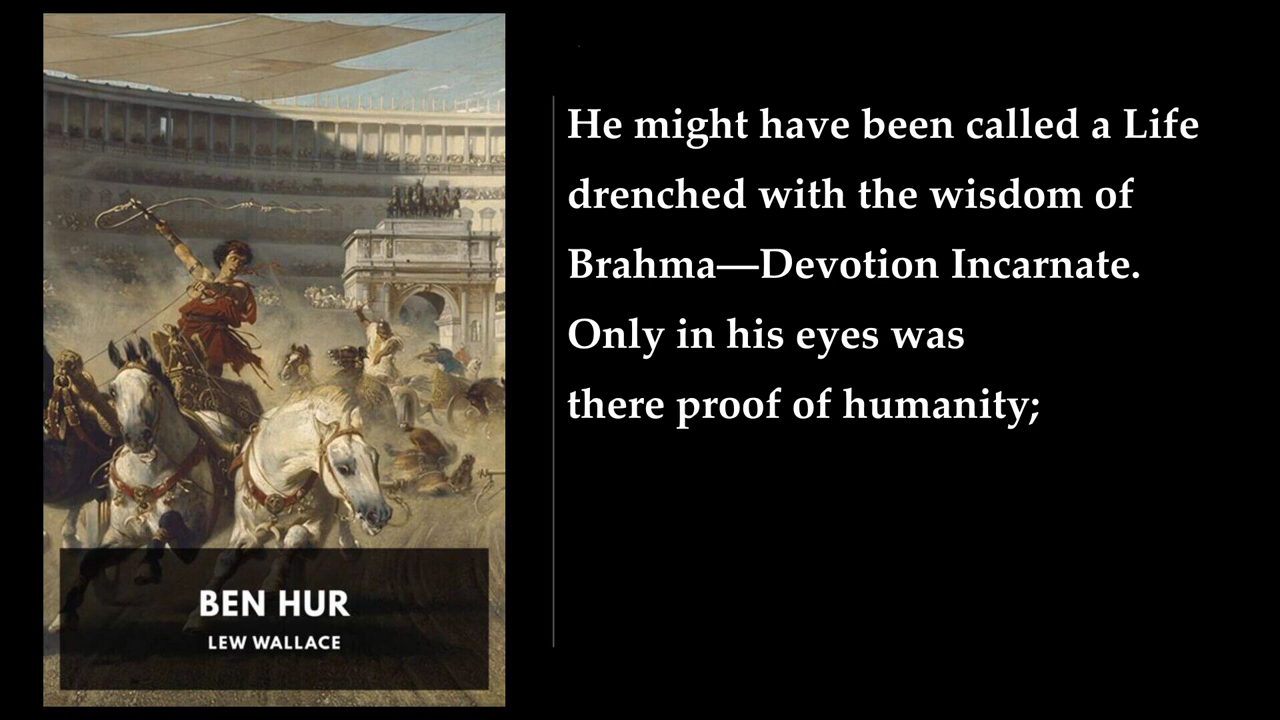 BEN HUR
LEW WALLACE
He might have been called a Life
drenched with the wisdom of
Brahma—Devotion Incarnate.
Only in his eyes was
there proof of humanity;